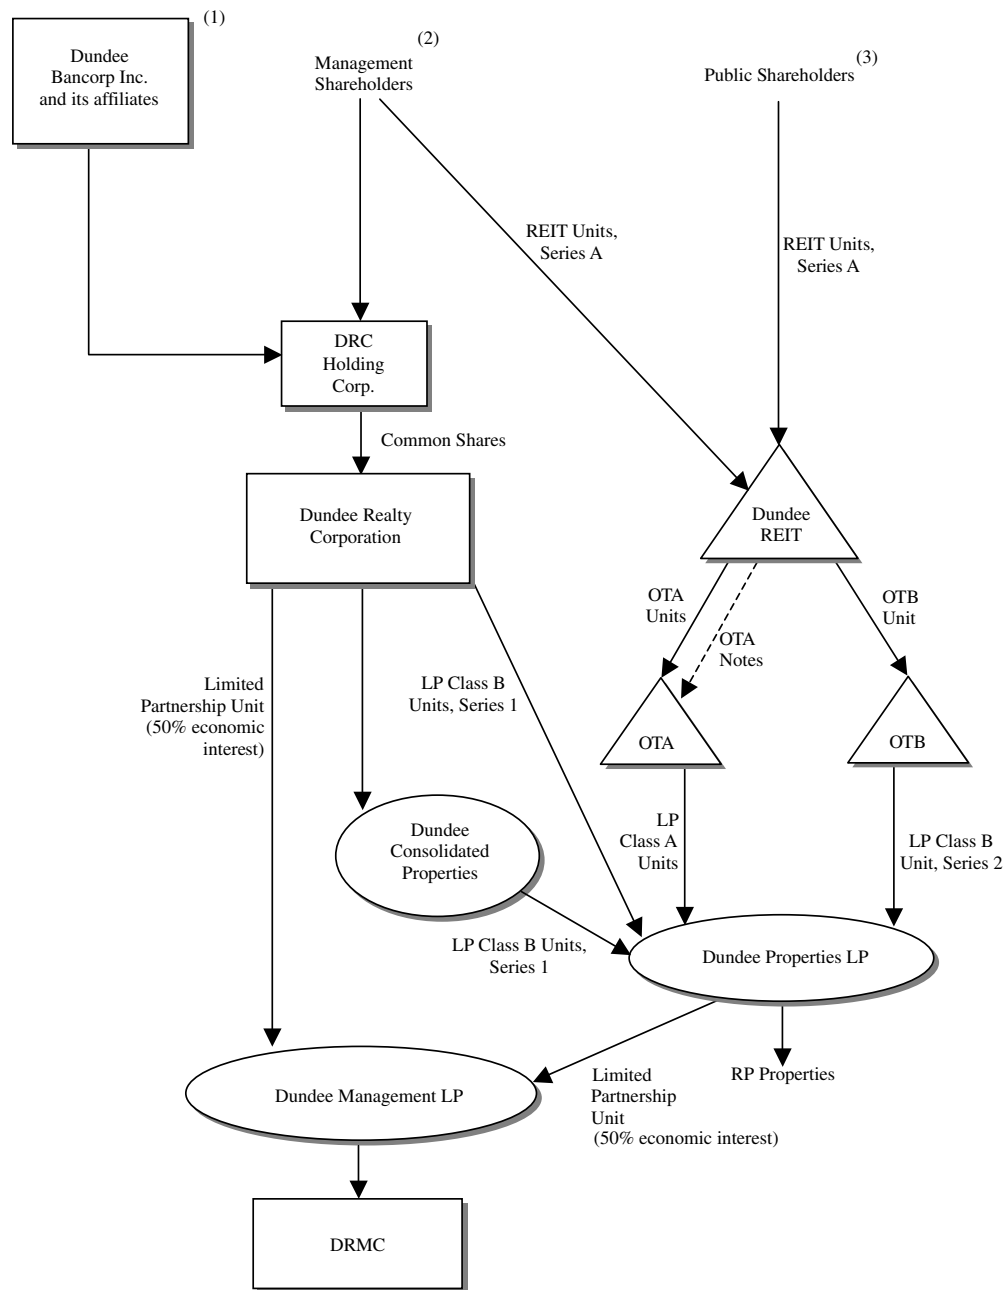 (1)
Dundee
Bancorp Inc.
and its affiliates
(2)
Management
Shareholders
(3)
Public Shareholders
REIT Units,
Series A
REIT Units,
Series A
DRC
Holding
Corp.
Common Shares
Dundee Realty
Corporation
Dundee
REIT
OTA
Units
OTA
Notes
OTB
Unit
Limited
Partnership Unit
(50% economic
interest)
LP Class B
Units, Series 1
OTA
OTB
Dundee
Consolidated
Properties
LP
Class A
Units
LP Class B
Unit, Series 2
LP Class B Units,
Series 1
Dundee Properties LP
RP Properties
Limited
Partnership
Unit
(50% economic interest)
Dundee Management LP
DRMC